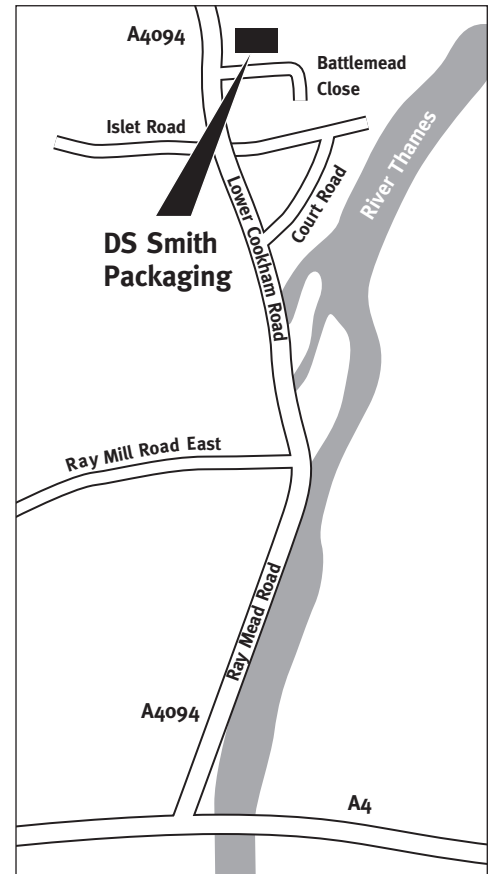 A4094
Battlemead
Close
Islet Road
River Thames
Court Road
Lower Cookham Road
DS Smith
Packaging
Ray Mill Road East
Ray Mead Road
A4094
A4